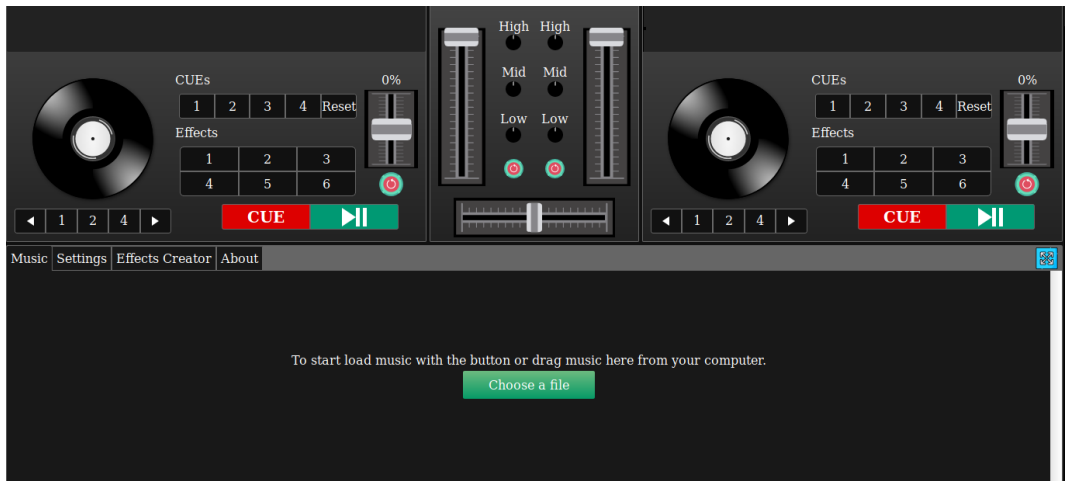 CUEs
0%
1 2 3 4 Reset
Effects
1 2 3
4 5 6
1 2 4
CUE
High High
Mid Mid
Low Low
CUEs
0%
1 2 3 4 Reset
Effects
1 2 3
4 5 6
1 2 4
CUE
Music Settings Effects Creator About
To start load music with the button or drag music here from your computer.
Choose a file